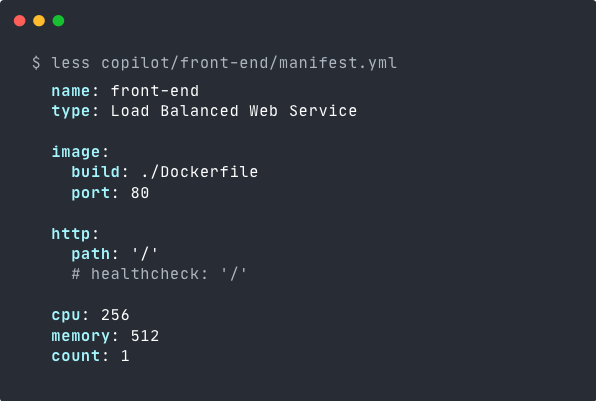 $ less copilot/front-end/manifest.yml
name: front-end
type: Load Balanced Web Service
image:
build: ./Dockerfile
port: 80
http:
path: '/'
# healthcheck: '/'
cpu: 256
memory: 512
count: 1